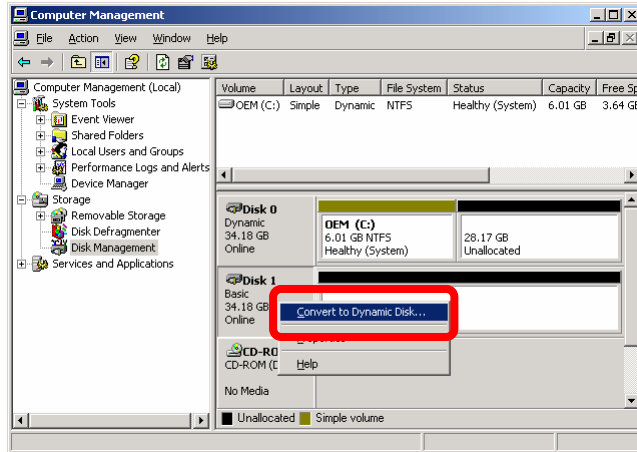 Computer Management
File Action View Window Help
Computer Management (Local)
System Tools
Event Viewer
Shared Folders
Local Users and Groups
Performance Logs and Alerts
Device Manager
Storage
Removable Storage
Disk Defragmenter
Disk Management
Services and Applications
Volume Layout Type File System Status Capacity Free Sp
OEM (C:) Simple Dynamic NTFS Healthy (System) 6.01 GB 3.64 GB
Disk 0
Dynamic
34.18 GB
Online
OEM (C:)
6.01 GB NTFS
Healthy (System)
28.17 GB
Unallocated
Disk 1
Basic
34.18 GB
Online
Convert to Dynamic Disk...
Help
CD-RO
CD-ROM (D
No Media
Unallocated Simple volume